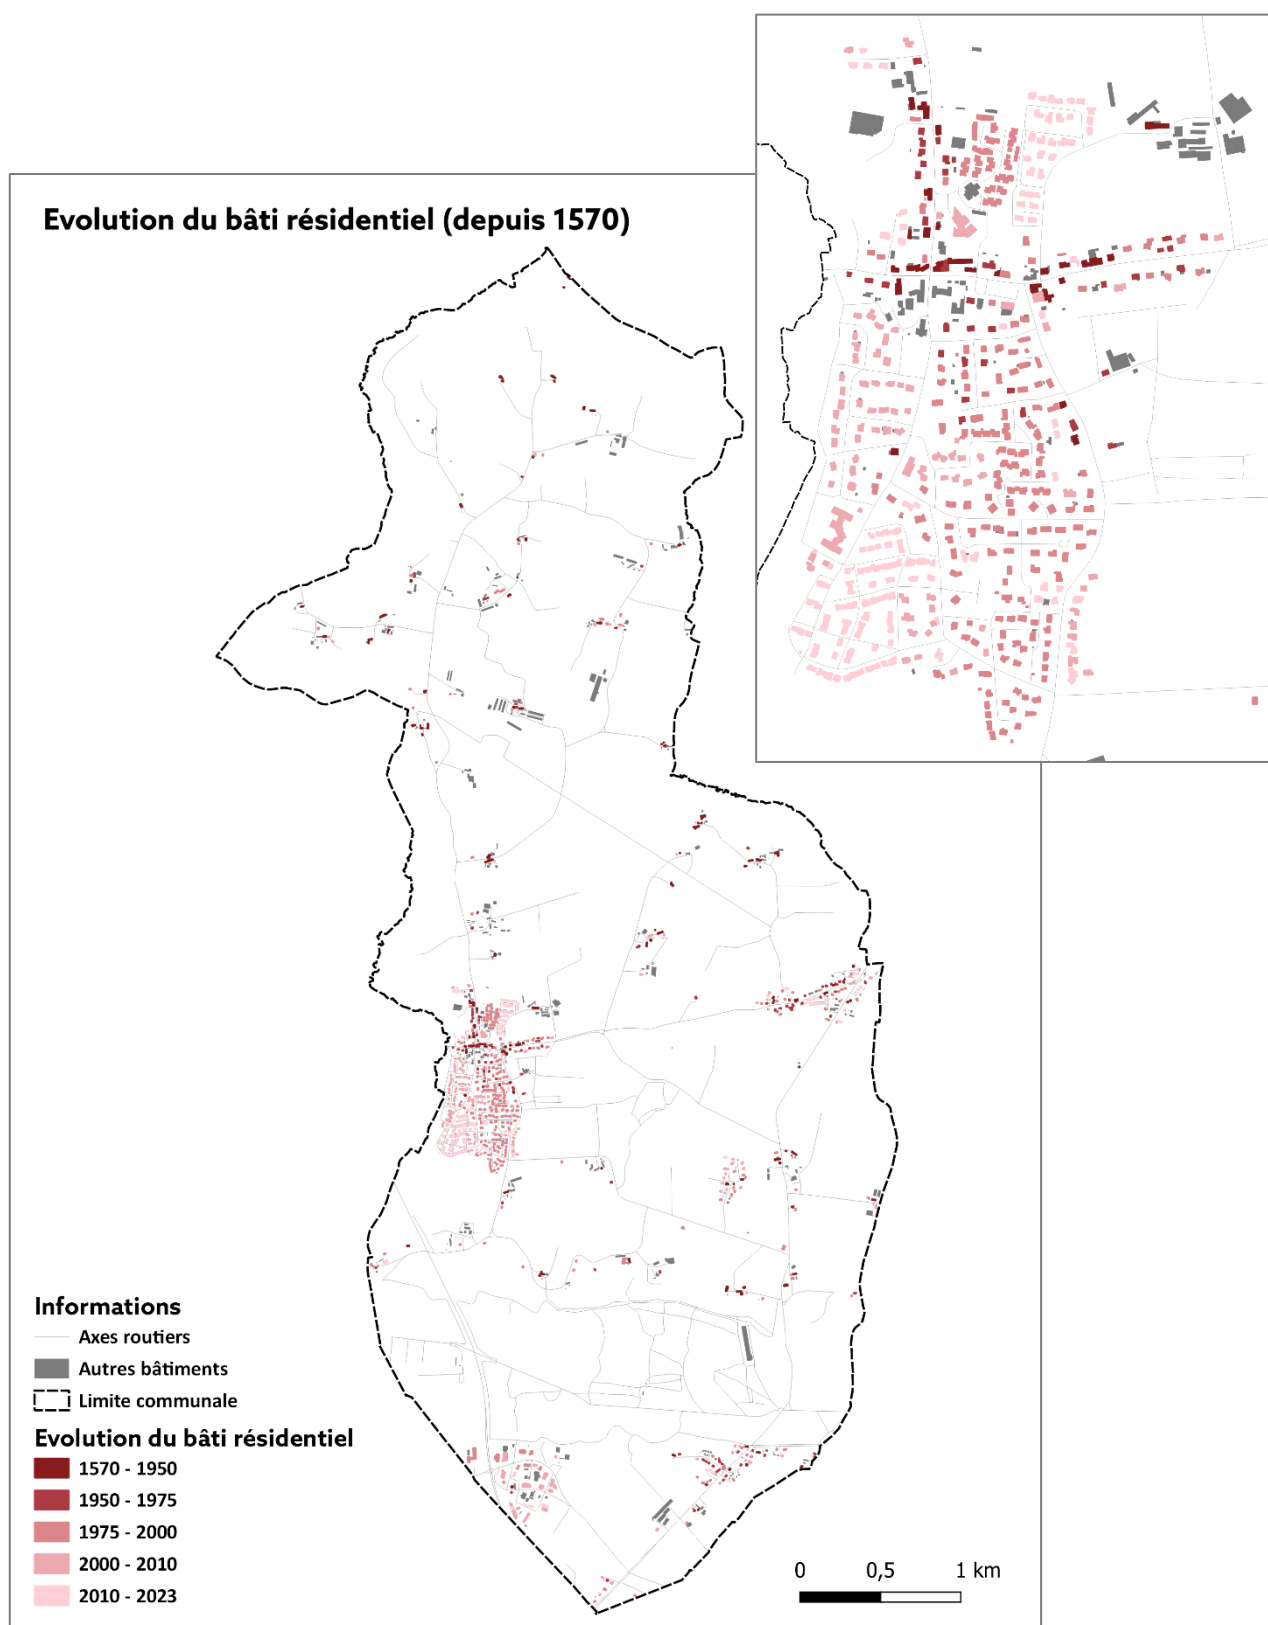 Evolution du bâti résidentiel (depuis 1570)
Informations
Axes routiers
Autres bâtiments
Limite communale
Evolution du bâti résidentiel
1570 - 1950
1950 - 1975
1975 - 2000
2000 - 2010
2010 - 2023
0 0,5 1 km